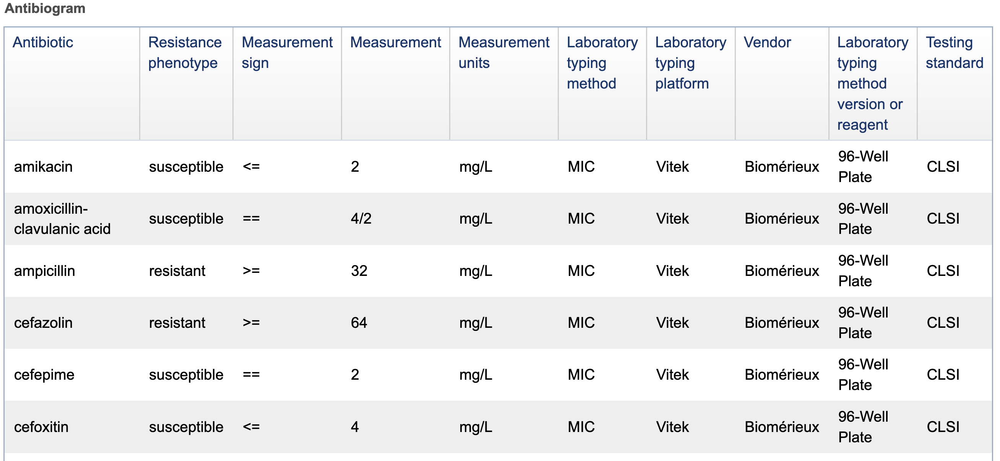 Antibiogram
Antibiotic Resistance phenotype Measurement sign Measurement Measurement units Laboratory typing method Laboratory typing platform Vendor Laboratory typing method version or reagent Testing standard
amikacin susceptible <= 2 mg/L MIC Vitek Biomérieux 96-Well Plate CLSI
amoxicillin-clavulanic acid susceptible == 4/2 mg/L MIC Vitek Biomérieux 96-Well Plate CLSI
ampicillin resistant >= 32 mg/L MIC Vitek Biomérieux 96-Well Plate CLSI
cefazolin resistant >= 64 mg/L MIC Vitek Biomérieux 96-Well Plate CLSI
cefepime susceptible == 2 mg/L MIC Vitek Biomérieux 96-Well Plate CLSI
cefoxitin susceptible <= 4 mg/L MIC Vitek Biomérieux 96-Well Plate CLSI